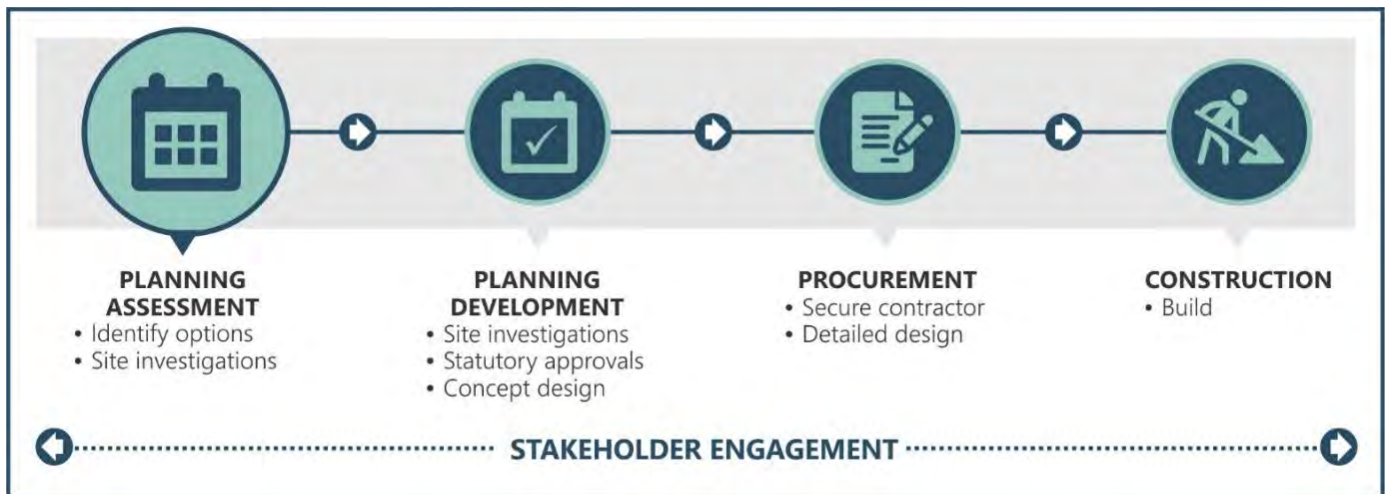 PLANNING
ASSESSMENT
• Identify options
• Site investigations
PLANNING
DEVELOPMENT
• Site investigations
• Statutory approvals
• Concept design
PROCUREMENT
• Secure contractor
• Detailed design
CONSTRUCTION
• Build
STAKEHOLDER ENGAGEMENT